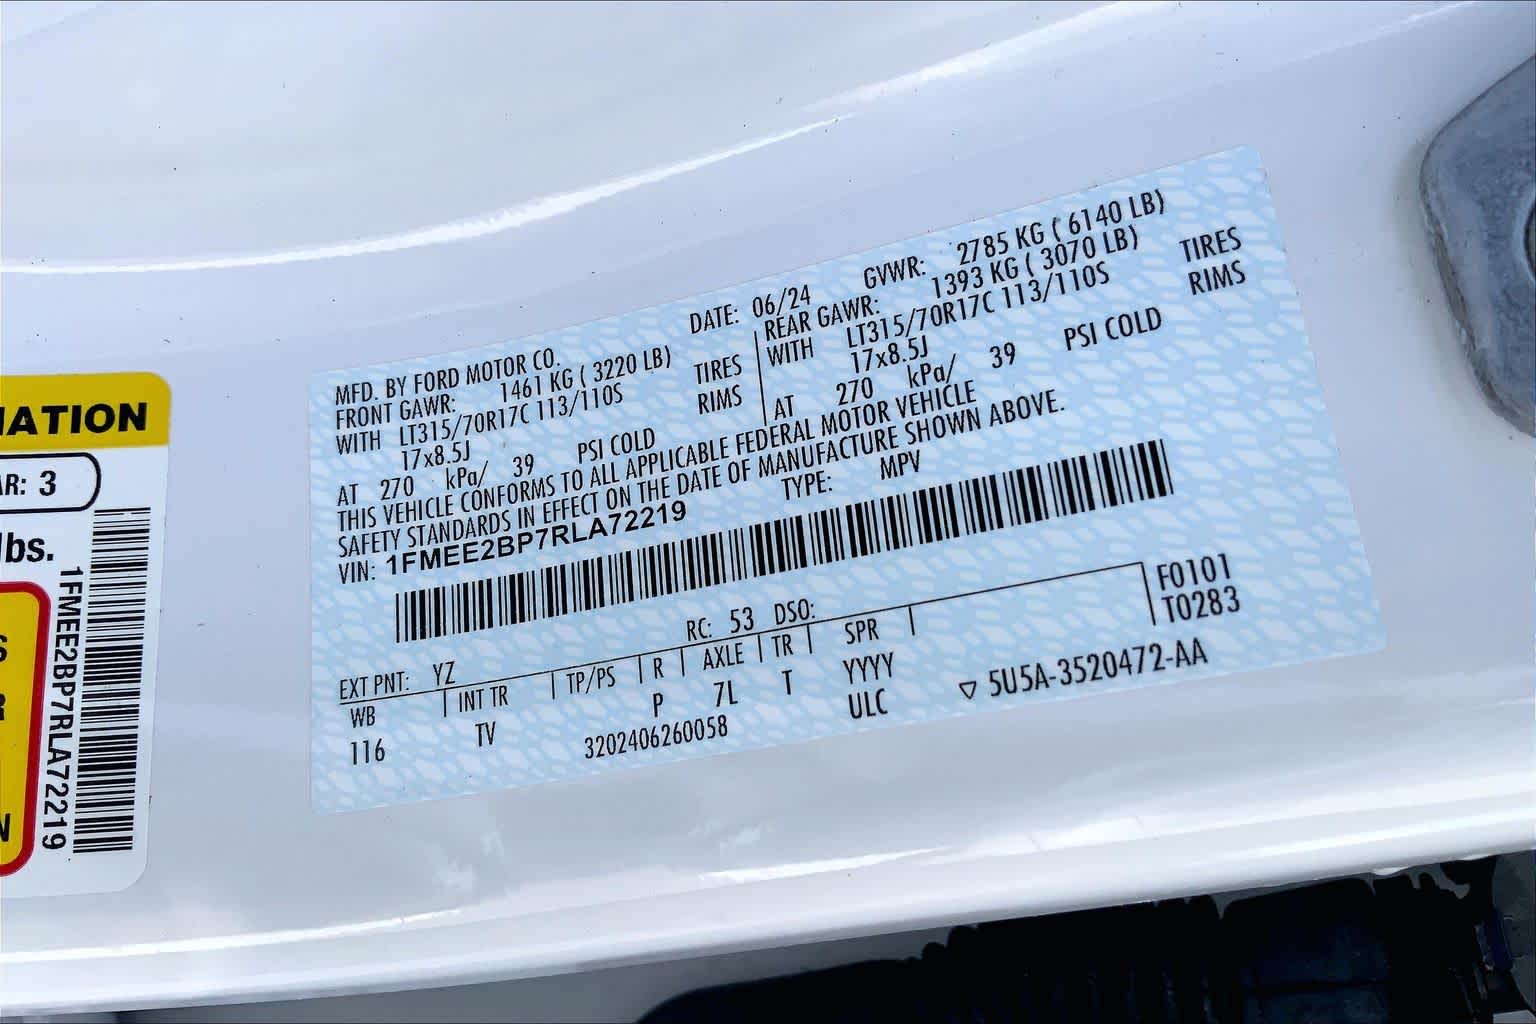 MFD. BY FORD MOTOR CO.
DATE: 06/24
GVWR: 2785 KG ( 6140 LB)
FRONT GAWR: 1461 KG ( 3220 LB)
WITH LT315/70R17C 113/110S TIRES
17x8.5J RIMS
AT 270 kPa/ 39 PSI COLD
REAR GAWR: 1393 KG ( 3070 LB)
WITH LT315/70R17C 113/110S TIRES
17x8.5J RIMS
AT 270 kPa/ 39 PSI COLD
THIS VEHICLE CONFORMS TO ALL APPLICABLE FEDERAL MOTOR VEHICLE
SAFETY STANDARDS IN EFFECT ON THE DATE OF MANUFACTURE SHOWN ABOVE.
VIN: 1FMEE2BP7RLA72219
TYPE: MPV
F0101
T0283
EXT PNT: YZ RC: 53 DSO:
WB INT TR TP/PS R AXLE TR SPR
116 TV P 7L T YYYY
3202406260058 ULC ▽ 5U5A-3520472-AA
AR: 3
lbs.
1FMEE2BP7RLA72219